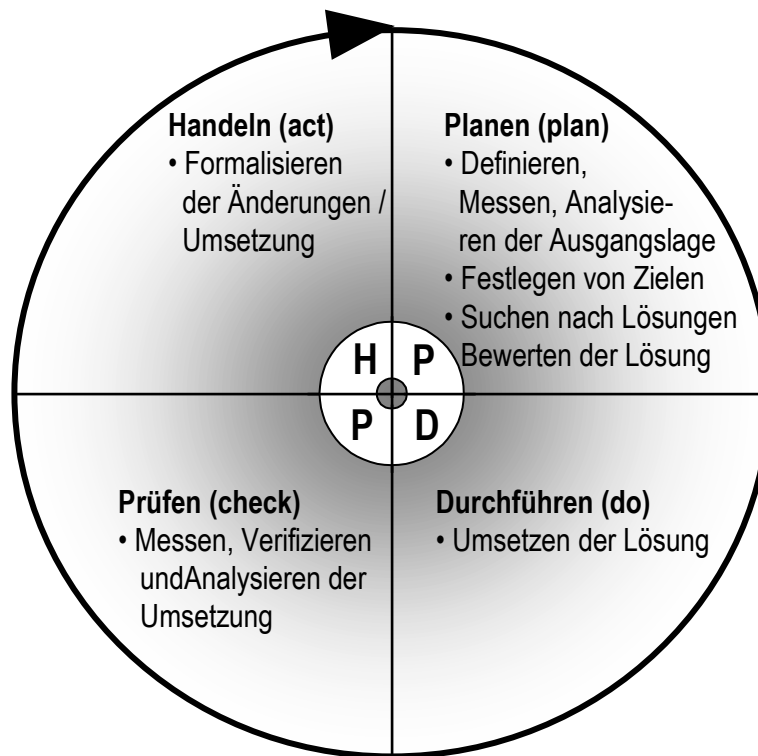 Handeln (act)
• Formalisieren
der Änderungen /
Umsetzung
Planen (plan)
• Definieren,
Messen, Analysie-
ren der Ausgangslage
• Festlegen von Zielen
• Suchen nach Lösungen
Bewerten der Lösung
H P
P D
Prüfen (check)
• Messen, Verifizieren
undAnalysieren der
Umsetzung
Durchführen (do)
• Umsetzen der Lösung